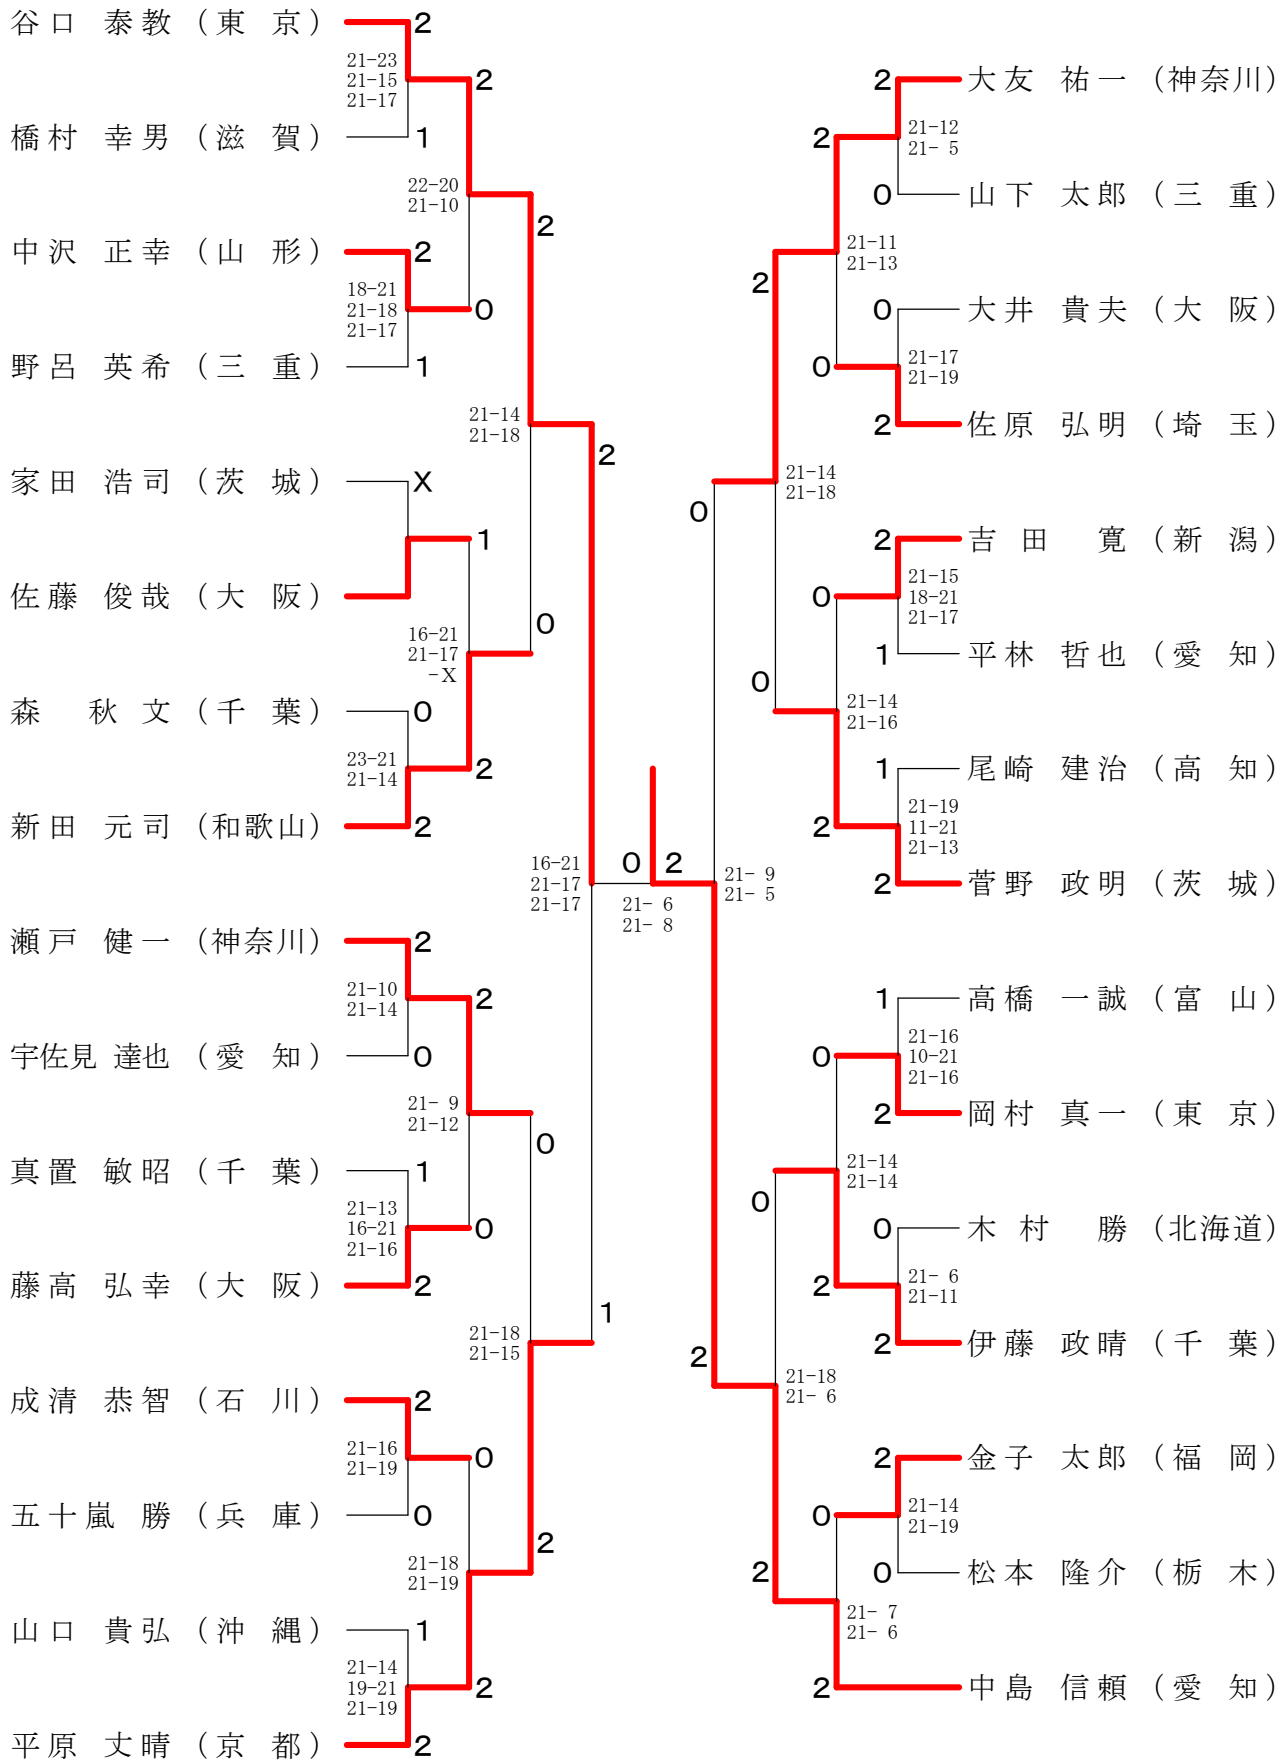 谷口 泰教 (東 京) 2
21-23
21-15
21-17
2
橋村 幸男 (滋 賀) 1
22-20
21-10
2
中沢 正幸 (山 形) 2
18-21
21-18
21-17
0
野呂 英希 (三 重) 1
21-14
21-18
2
家田 浩司 (茨 城) X
1
佐藤 俊哉 (大 阪)
16-21
21-17
-X
0
森 秋文 (千 葉) 0
23-21
21-14
2
新田 元司 (和歌山) 2
16-21
21-17
21-17
瀬戸 健一 (神奈川) 2
21-10
21-14
2
宇佐見 達也 (愛 知) 0
21- 9
21-12
0
真置 敏昭 (千 葉) 1
21-13
16-21
21-16
0
藤高 弘幸 (大 阪) 2
21-18
21-15
1
成清 恭智 (石 川) 2
21-16
21-19
0
五十嵐 勝 (兵 庫) 0
21-18
21-19
2
山口 貴弘 (沖 縄) 1
21-14
19-21
21-19
2
平原 丈晴 (京 都) 2
0 2
21- 6
21- 8
2 大友 祐一 (神奈川)
2
21-12
21- 5
0 山下 太郎 (三 重)
2
21-11
21-13
0 大井 貴夫 (大 阪)
0
21-17
21-19
2 佐原 弘明 (埼 玉)
0
21-14
21-18
2 吉田 寛 (新 潟)
0
21-15
18-21
21-17
1 平林 哲也 (愛 知)
0
21-14
21-16
1 尾崎 建治 (高 知)
2
21-19
11-21
21-13
2 菅野 政明 (茨 城)
21- 9
21- 5
1 高橋 一誠 (富 山)
0
21-16
10-21
21-16
2 岡村 真一 (東 京)
0
21-14
21-14
0 木村 勝 (北海道)
2
21- 6
21-11
2 伊藤 政晴 (千 葉)
2
21-18
21- 6
2 金子 太郎 (福 岡)
0
21-14
21-19
0 松本 隆介 (栃 木)
2
21- 7
21- 6
2 中島 信頼 (愛 知)